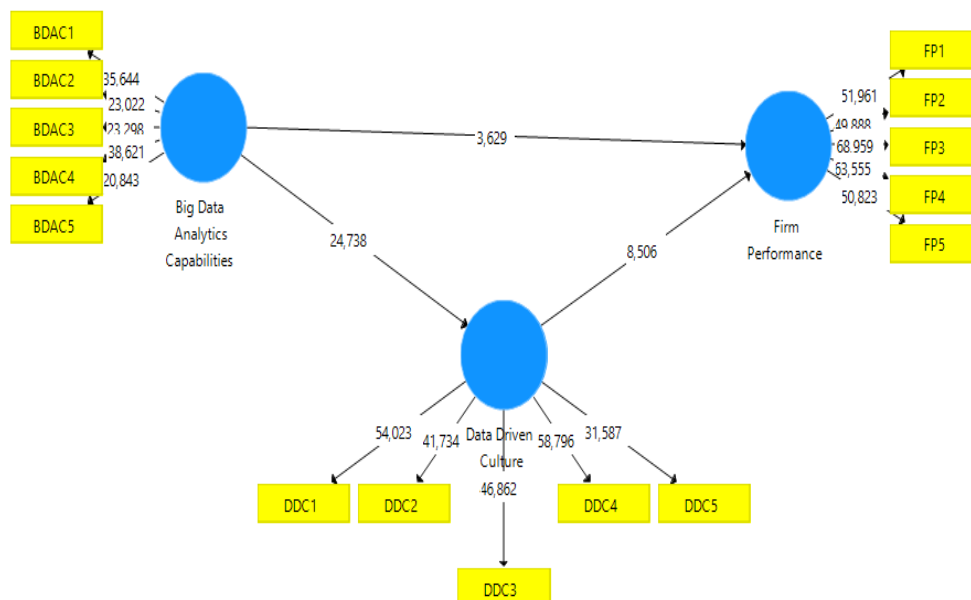 BDAC1
BDAC2
BDAC3
BDAC4
BDAC5
35,644
23,022
23,298
38,621
20,843
Big Data
Analytics
Capabilities
3,629
24,738
8,506
FP1
FP2
FP3
FP4
FP5
51,961
49,888
68,959
63,555
50,823
Firm
Performance
Data Driven
Culture
54,023
41,734
46,862
58,796
31,587
DDC1
DDC2
DDC3
DDC4
DDC5